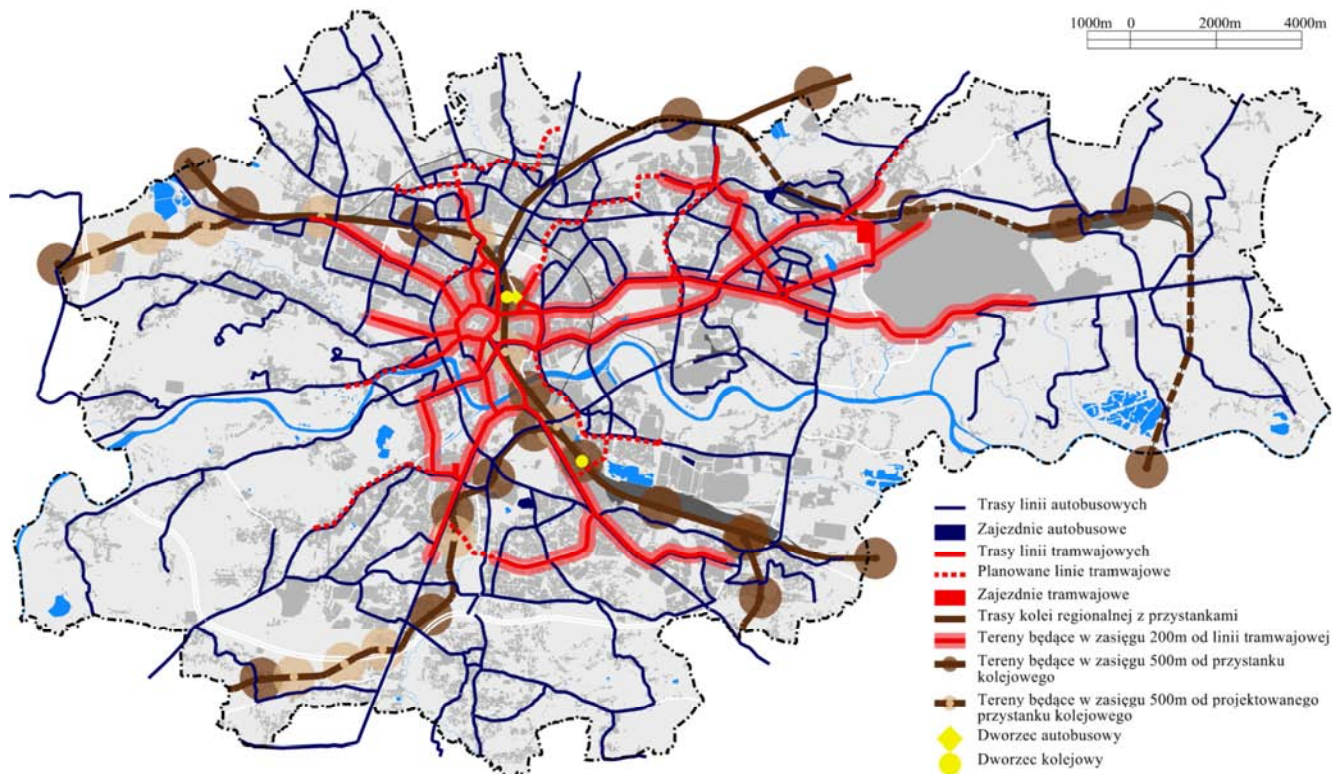 1000m 0 2000m 4000m
Trasy linii autobusowych
Zajezdnie autobusowe
Trasy linii tramwajowych
Planowane linie tramwajowe
Zajezdnie tramwajowe
Trasy kolei regionalnej z przystankami
Tereny będące w zasięgu 200m od linii tramwajowej
Tereny będące w zasięgu 500m od przystanku
kolejowego
Tereny będące w zasięgu 500m od projektowanego
przystanku kolejowego
Dworzec autobusowy
Dworzec kolejowy